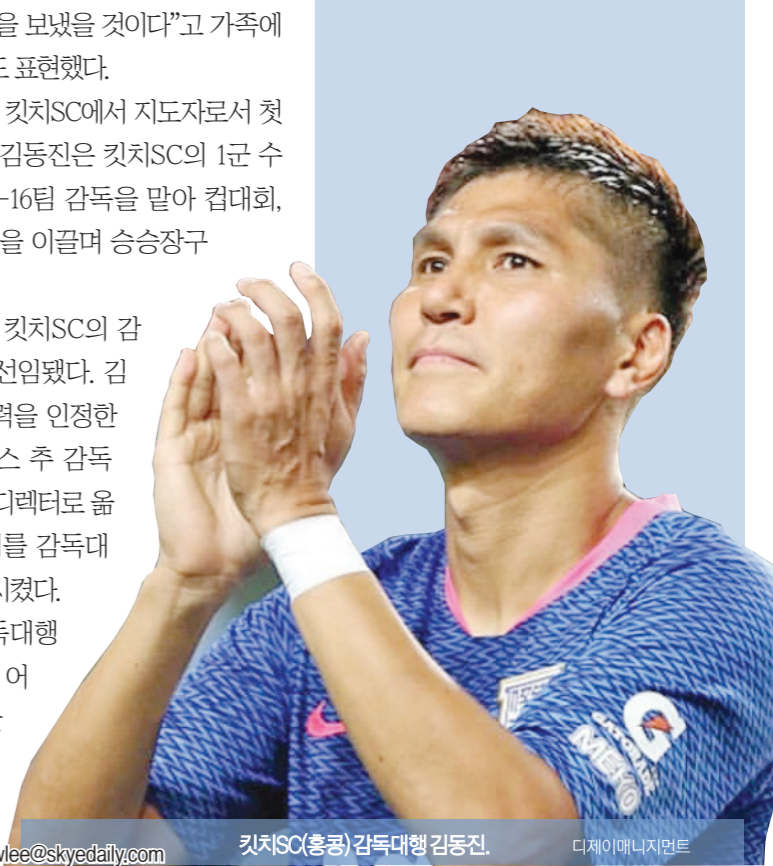 을 보냈을 것이다”고 가족에
표현했다.
킷치SC에서 지도자로서 첫
김동진은 킷치SC의 1군 수
-16팀 감독을 맡아 컵대회,
을 이끌며 승승장구
킷치SC의 감
선임됐다. 김
력을 인정한
스 추 감독
디렉터로 옮
를 감독대
시켰다.
독대행
어
GATORADE
MEKO
wlee@skyedaily.com
킷치SC(홍콩) 감독대행 김동진.
디제이매니지먼트